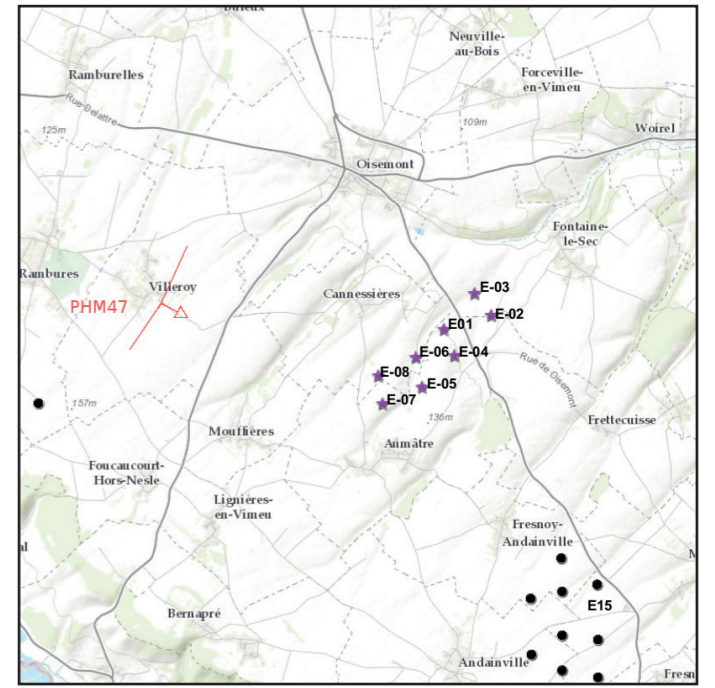 Neuville-
au-Bois
Ramburelles
Forceville-
en-Vimeu
Rue Delattre
125m
109m
Woirel
Oisemont
Fontaine-
le-Sec
Rambures
Villeroy
Cannessières
E-03
PHM47
E-02
E01
E-06
E-04
E-08
E-05
Rue de Oisemont
E-07
157m
136m
Frettecuisse
Mouflières
Aumâtre
Foucaucourt-
Hors-Nesle
Lignières-
en-Vimeu
Fresnoy-
Andainville
al
E15
Bernapré
Andainville
Fresn